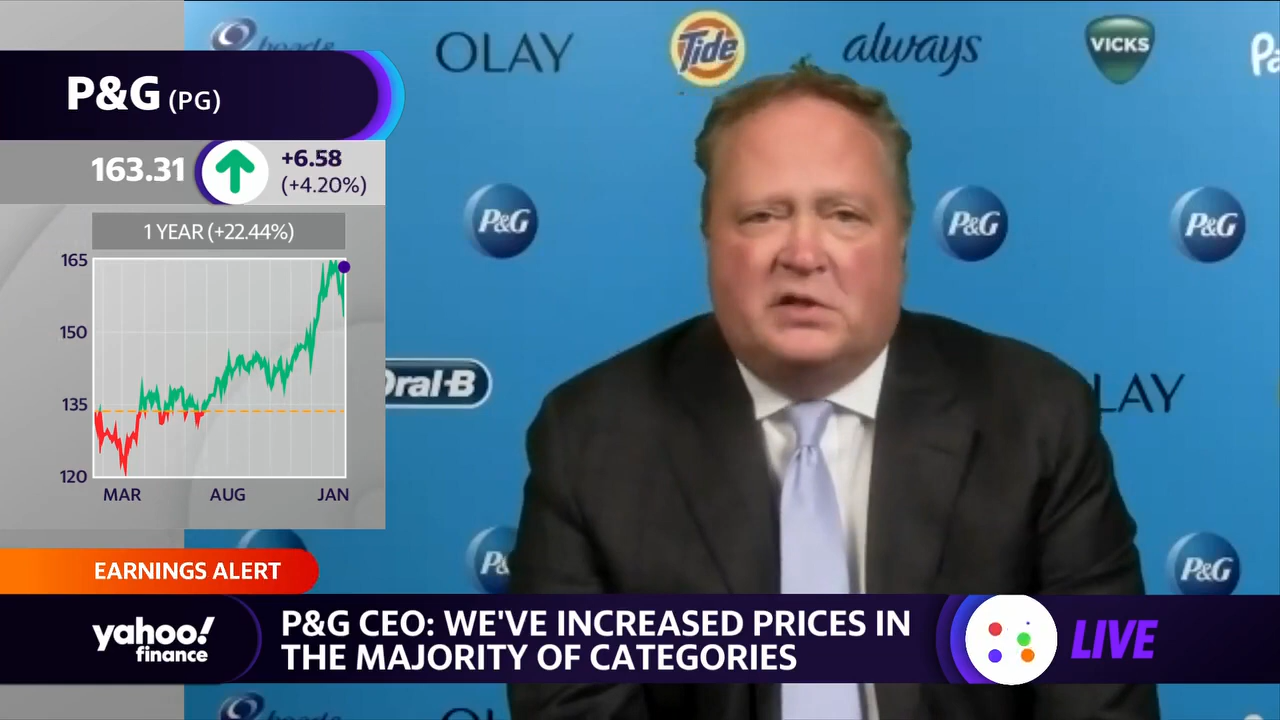 OLAY
Tide
always
VICKS
P&G (PG)
163.31
+6.58
(+4.20%)
1 YEAR (+22.44%)
165
150
135
120
MAR AUG JAN
P&G
P&G
P&G
Oral-B
LAY
P&G
EARNINGS ALERT
yahoo!
finance
P&G CEO: WE'VE INCREASED PRICES IN
THE MAJORITY OF CATEGORIES
LIVE